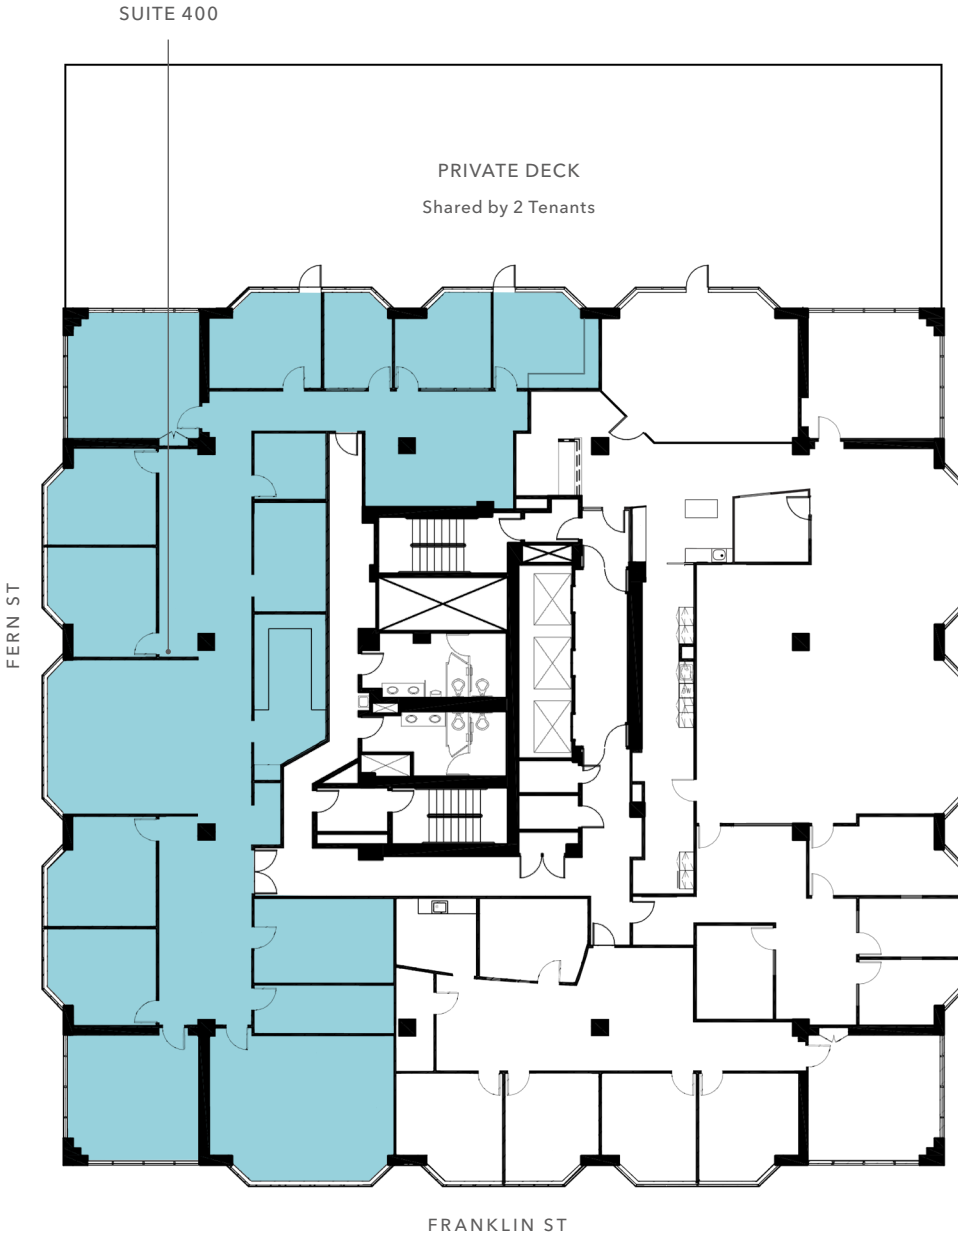 SUITE 400
PRIVATE DECK
Shared by 2 Tenants
FERN ST
FRANKLIN ST